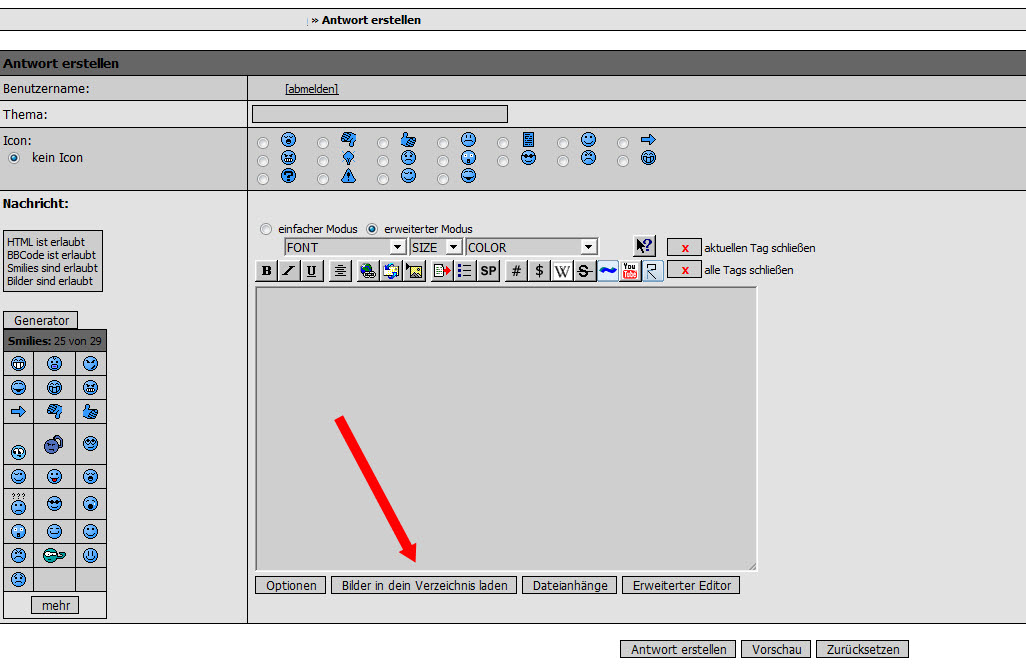 » Antwort erstellen
Antwort erstellen
Benutzername: [abmelden]
Thema:
Icon:
kein Icon
Nachricht:
einfacher Modus erweiterter Modus
HTML ist erlaubt
BBCode ist erlaubt
Smilies sind erlaubt
Bilder sind erlaubt
FONT SIZE COLOR ? x aktuellen Tag schließen
B I U SP # $ W S You Tube R x alle Tags schließen
Generator
Smilies: 25 von 29
???
mehr
Optionen Bilder in dein Verzeichnis laden Dateianhänge Erweiterter Editor
Antwort erstellen Vorschau Zurücksetzen